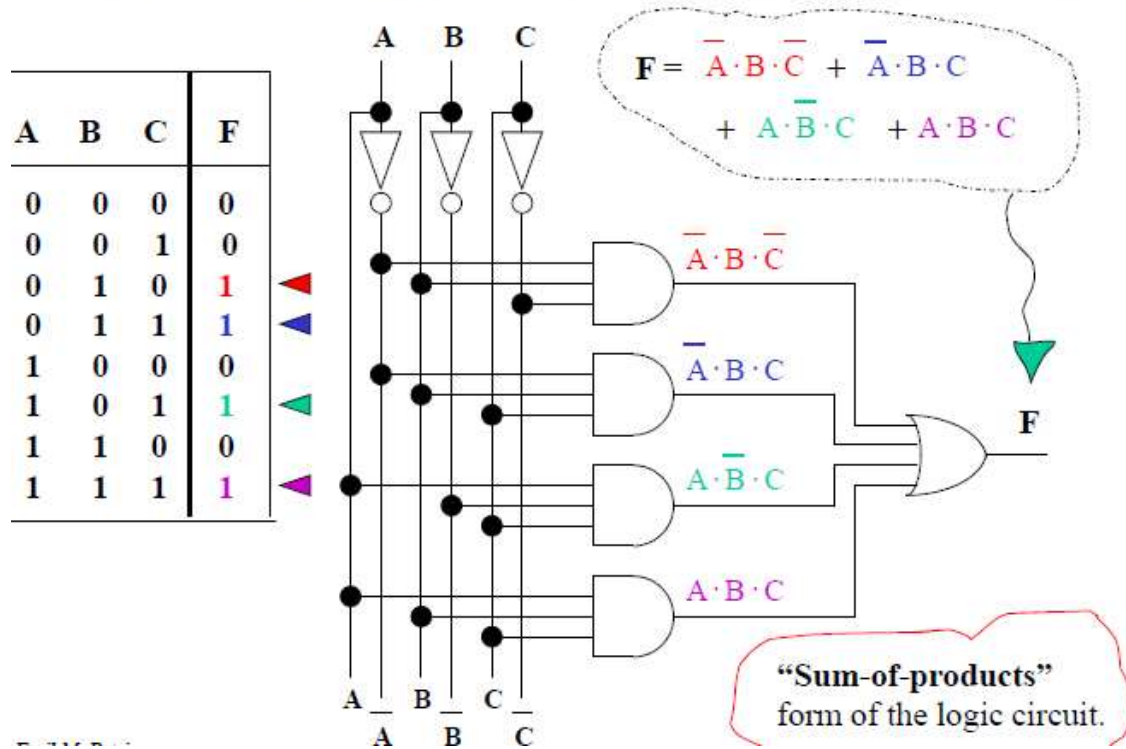 A B C
F = A̅ · B · C̅ + A̅ · B · C
+ A · B̅ · C + A · B · C
A B C F
0 0 0 0
0 0 1 0
0 1 0 1
0 1 1 1
1 0 0 0
1 0 1 1
1 1 0 0
1 1 1 1
A̅ · B · C̅
A̅ · B · C
A · B̅ · C
A · B · C
F
A B C
A̅ B̅ C̅
“Sum-of-products”
form of the logic circuit.